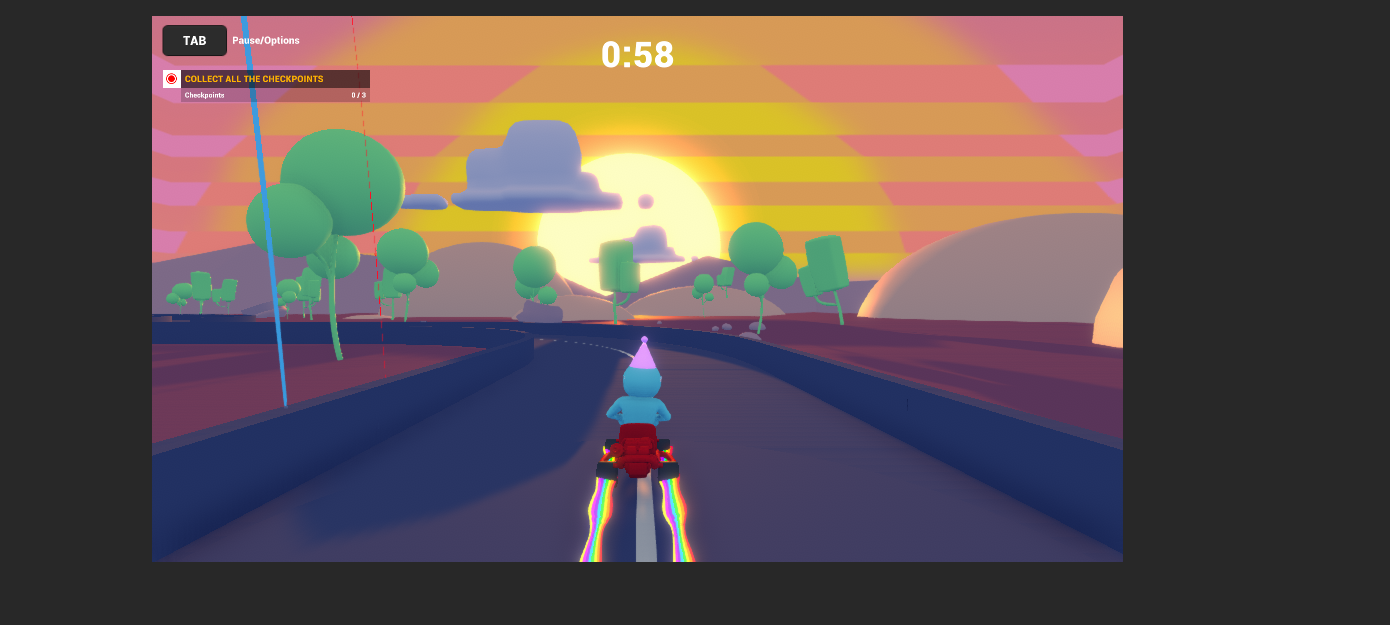 TAB Pause/Options
0:58
COLLECT ALL THE CHECKPOINTS
Checkpoints 0 / 3